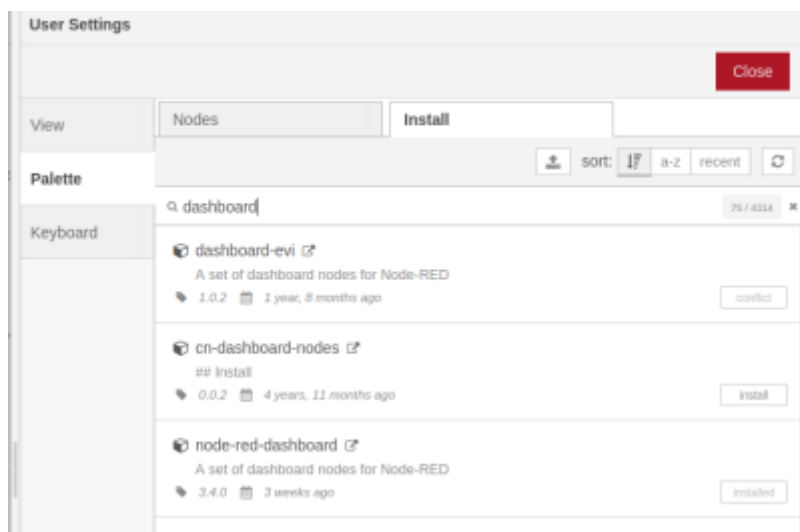 User Settings
Close
View
Palette
Keyboard
Nodes
Install
sort: a-z recent
dashboard
75 / 4314
dashboard-evi
A set of dashboard nodes for Node-RED
1.0.2 1 year, 8 months ago
conflict
cn-dashboard-nodes
## Install
0.0.2 4 years, 11 months ago
install
node-red-dashboard
A set of dashboard nodes for Node-RED
3.4.0 3 weeks ago
installed